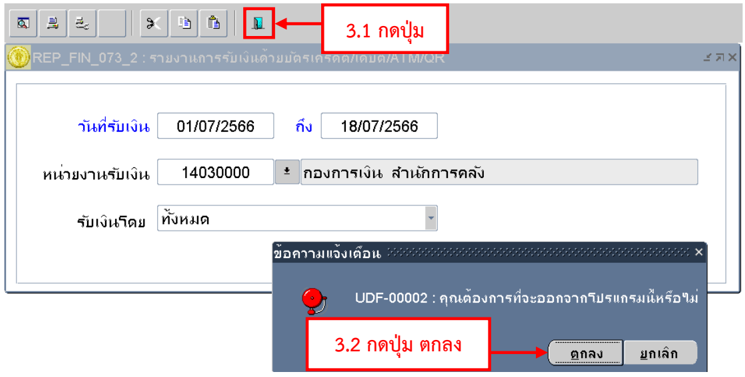 3.1 กดปุ่ม
REP_FIN_073_2 : รายงานการรับเงินด้วยบัตรเครดิต/เดบิต/ATM/QR
วันที่รับเงิน 01/07/2566 ถึง 18/07/2566
หน่วยงานรับเงิน 14030000 กองการเงิน สำนักการคลัง
รับเงินโดย ทั้งหมด
ข้อความแจ้งเตือน
UDF-00002 : คุณต้องการที่จะออกจากโปรแกรมนี้หรือไม่
3.2 กดปุ่ม ตกลง
ตกลง ยกเลิก